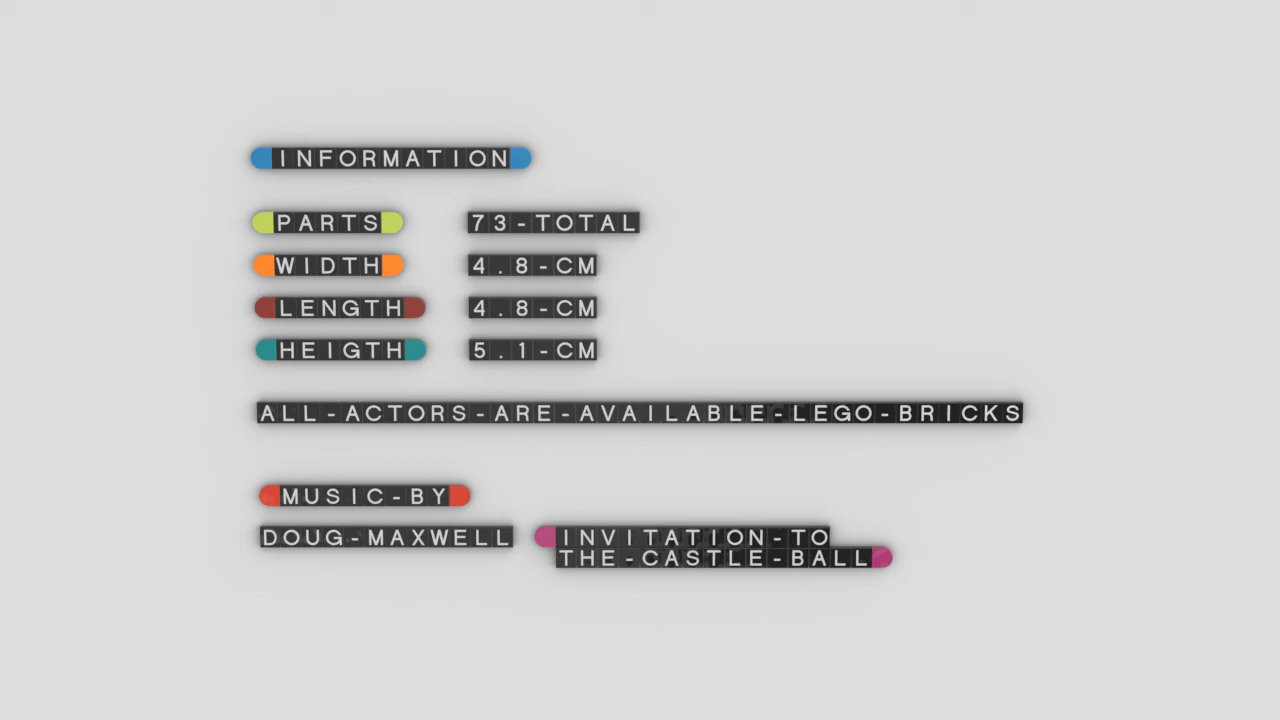 INFORMATION
PARTS 73-TOTAL
WIDTH 4.8-CM
LENGTH 4.8-CM
HEIGTH 5.1-CM
ALL-ACTORS-ARE-AVAILABLE-LEGO-BRICKS
MUSIC-BY
DOUG-MAXWELL INVITATION-TO
THE-CASTLE-BALL